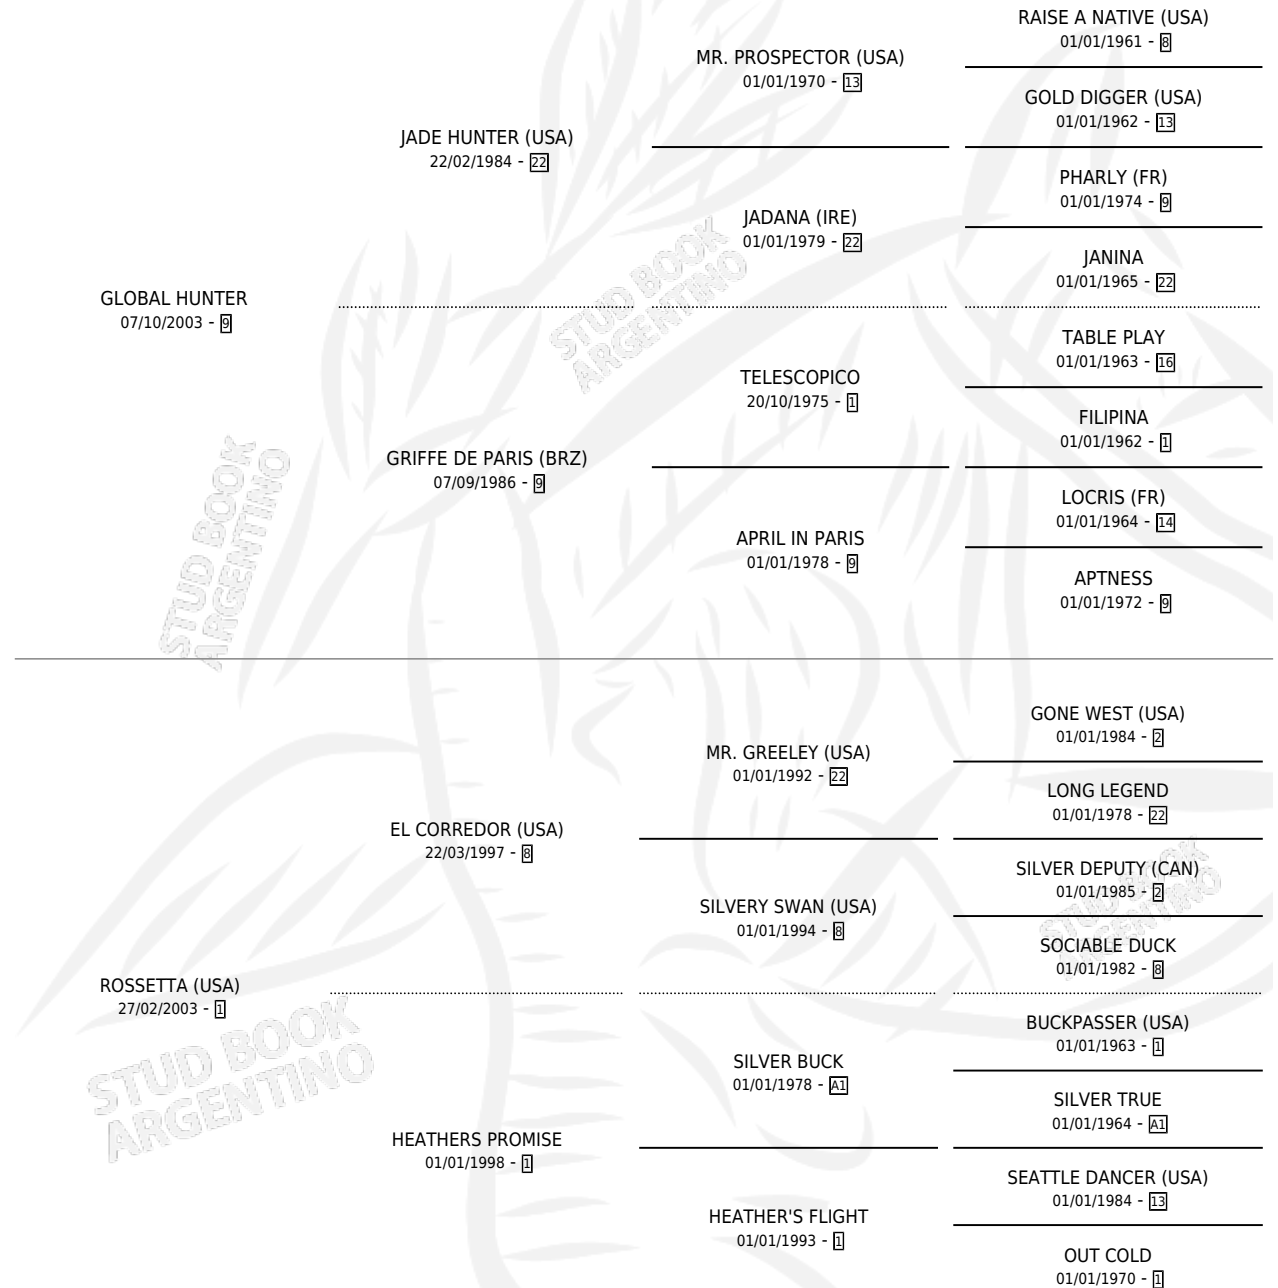 RAISE A NATIVE (USA)
01/01/1961 - 8
MR. PROSPECTOR (USA)
01/01/1970 - 13
GOLD DIGGER (USA)
01/01/1962 - 13
JADE HUNTER (USA)
22/02/1984 - 22
PHARLY (FR)
01/01/1974 - 9
JADANA (IRE)
01/01/1979 - 22
JANINA
01/01/1965 - 22
GLOBAL HUNTER
07/10/2003 - 9
TABLE PLAY
01/01/1963 - 16
TELESCOPICO
20/10/1975 - 1
FILIPINA
01/01/1962 - 1
GRIFFE DE PARIS (BRZ)
07/09/1986 - 9
LOCRIS (FR)
01/01/1964 - 14
APRIL IN PARIS
01/01/1978 - 9
APTNESS
01/01/1972 - 9
GONE WEST (USA)
01/01/1984 - 2
MR. GREELEY (USA)
01/01/1992 - 22
LONG LEGEND
01/01/1978 - 22
EL CORREDOR (USA)
22/03/1997 - 8
SILVER DEPUTY (CAN)
01/01/1985 - 2
SILVERY SWAN (USA)
01/01/1994 - 8
SOCIABLE DUCK
01/01/1982 - 8
ROSSETTA (USA)
27/02/2003 - 1
BUCKPASSER (USA)
01/01/1963 - 1
SILVER BUCK
01/01/1978 - A1
SILVER TRUE
01/01/1964 - A1
HEATHERS PROMISE
01/01/1998 - 1
SEATTLE DANCER (USA)
01/01/1984 - 13
HEATHER'S FLIGHT
01/01/1993 - 1
OUT COLD
01/01/1970 - 1
STUD BOOK
ARGENTINO
STUD BOOK
ARGENTINO
STUD BOOK
ARGENTINO
STUD BOOK
ARGENTINO